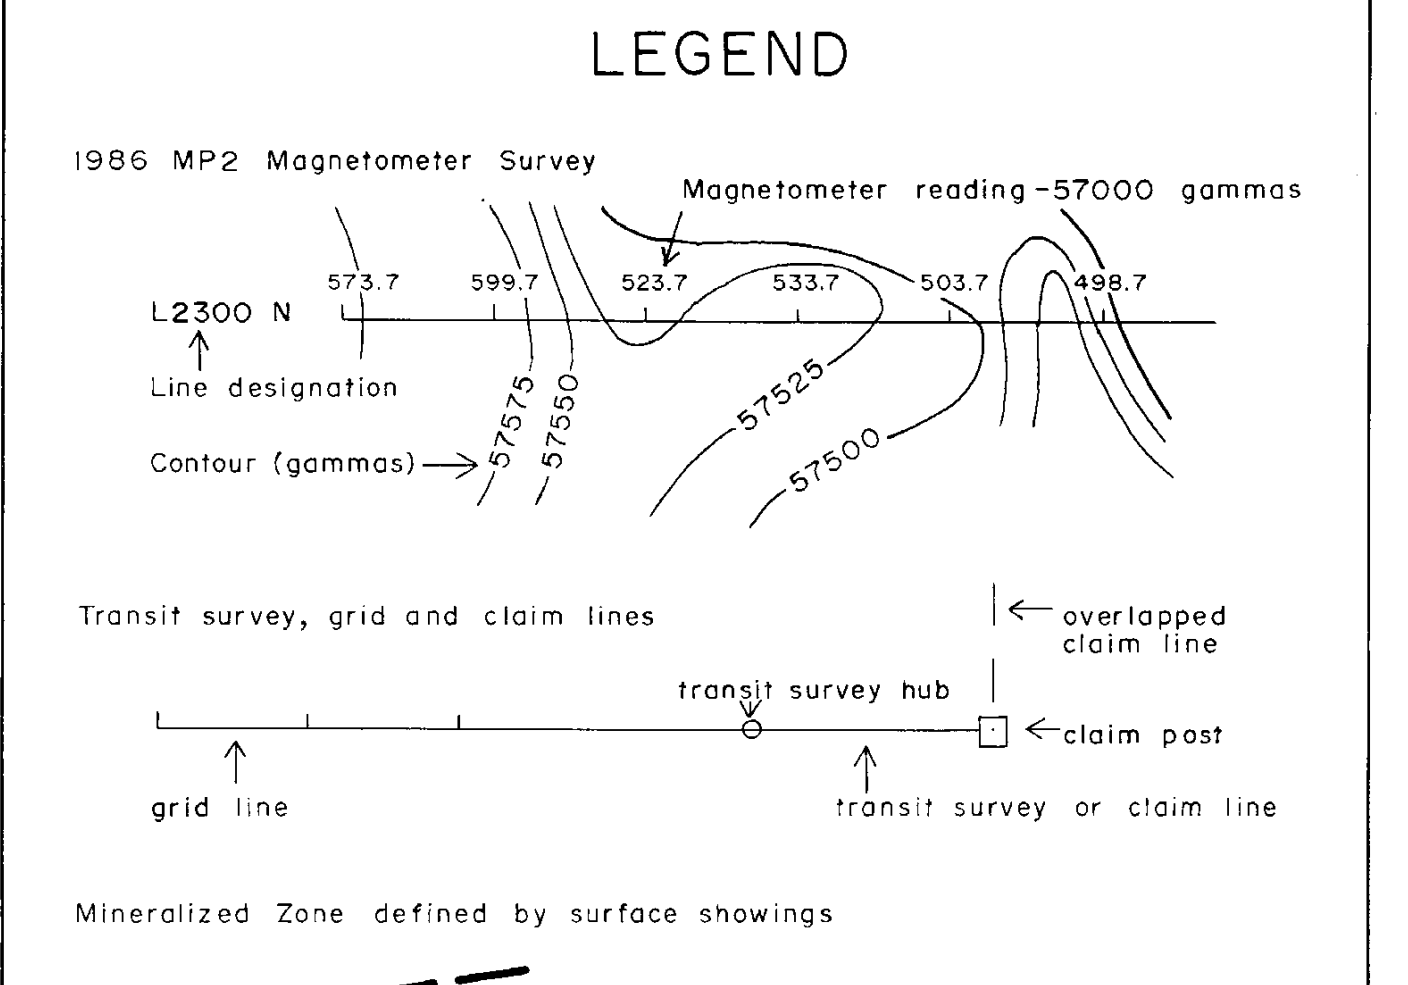 LEGEND
1986 MP2 Magnetometer Survey
Magnetometer reading -57000 gammas
573.7 599.7 523.7 533.7 503.7 498.7
L2300 N
Line designation
57575
57550
57525
57500
Contour (gammas)
Transit survey, grid and claim lines
overlapped
claim line
transit survey hub
claim post
grid line
transit survey or claim line
Mineralized Zone defined by surface showings